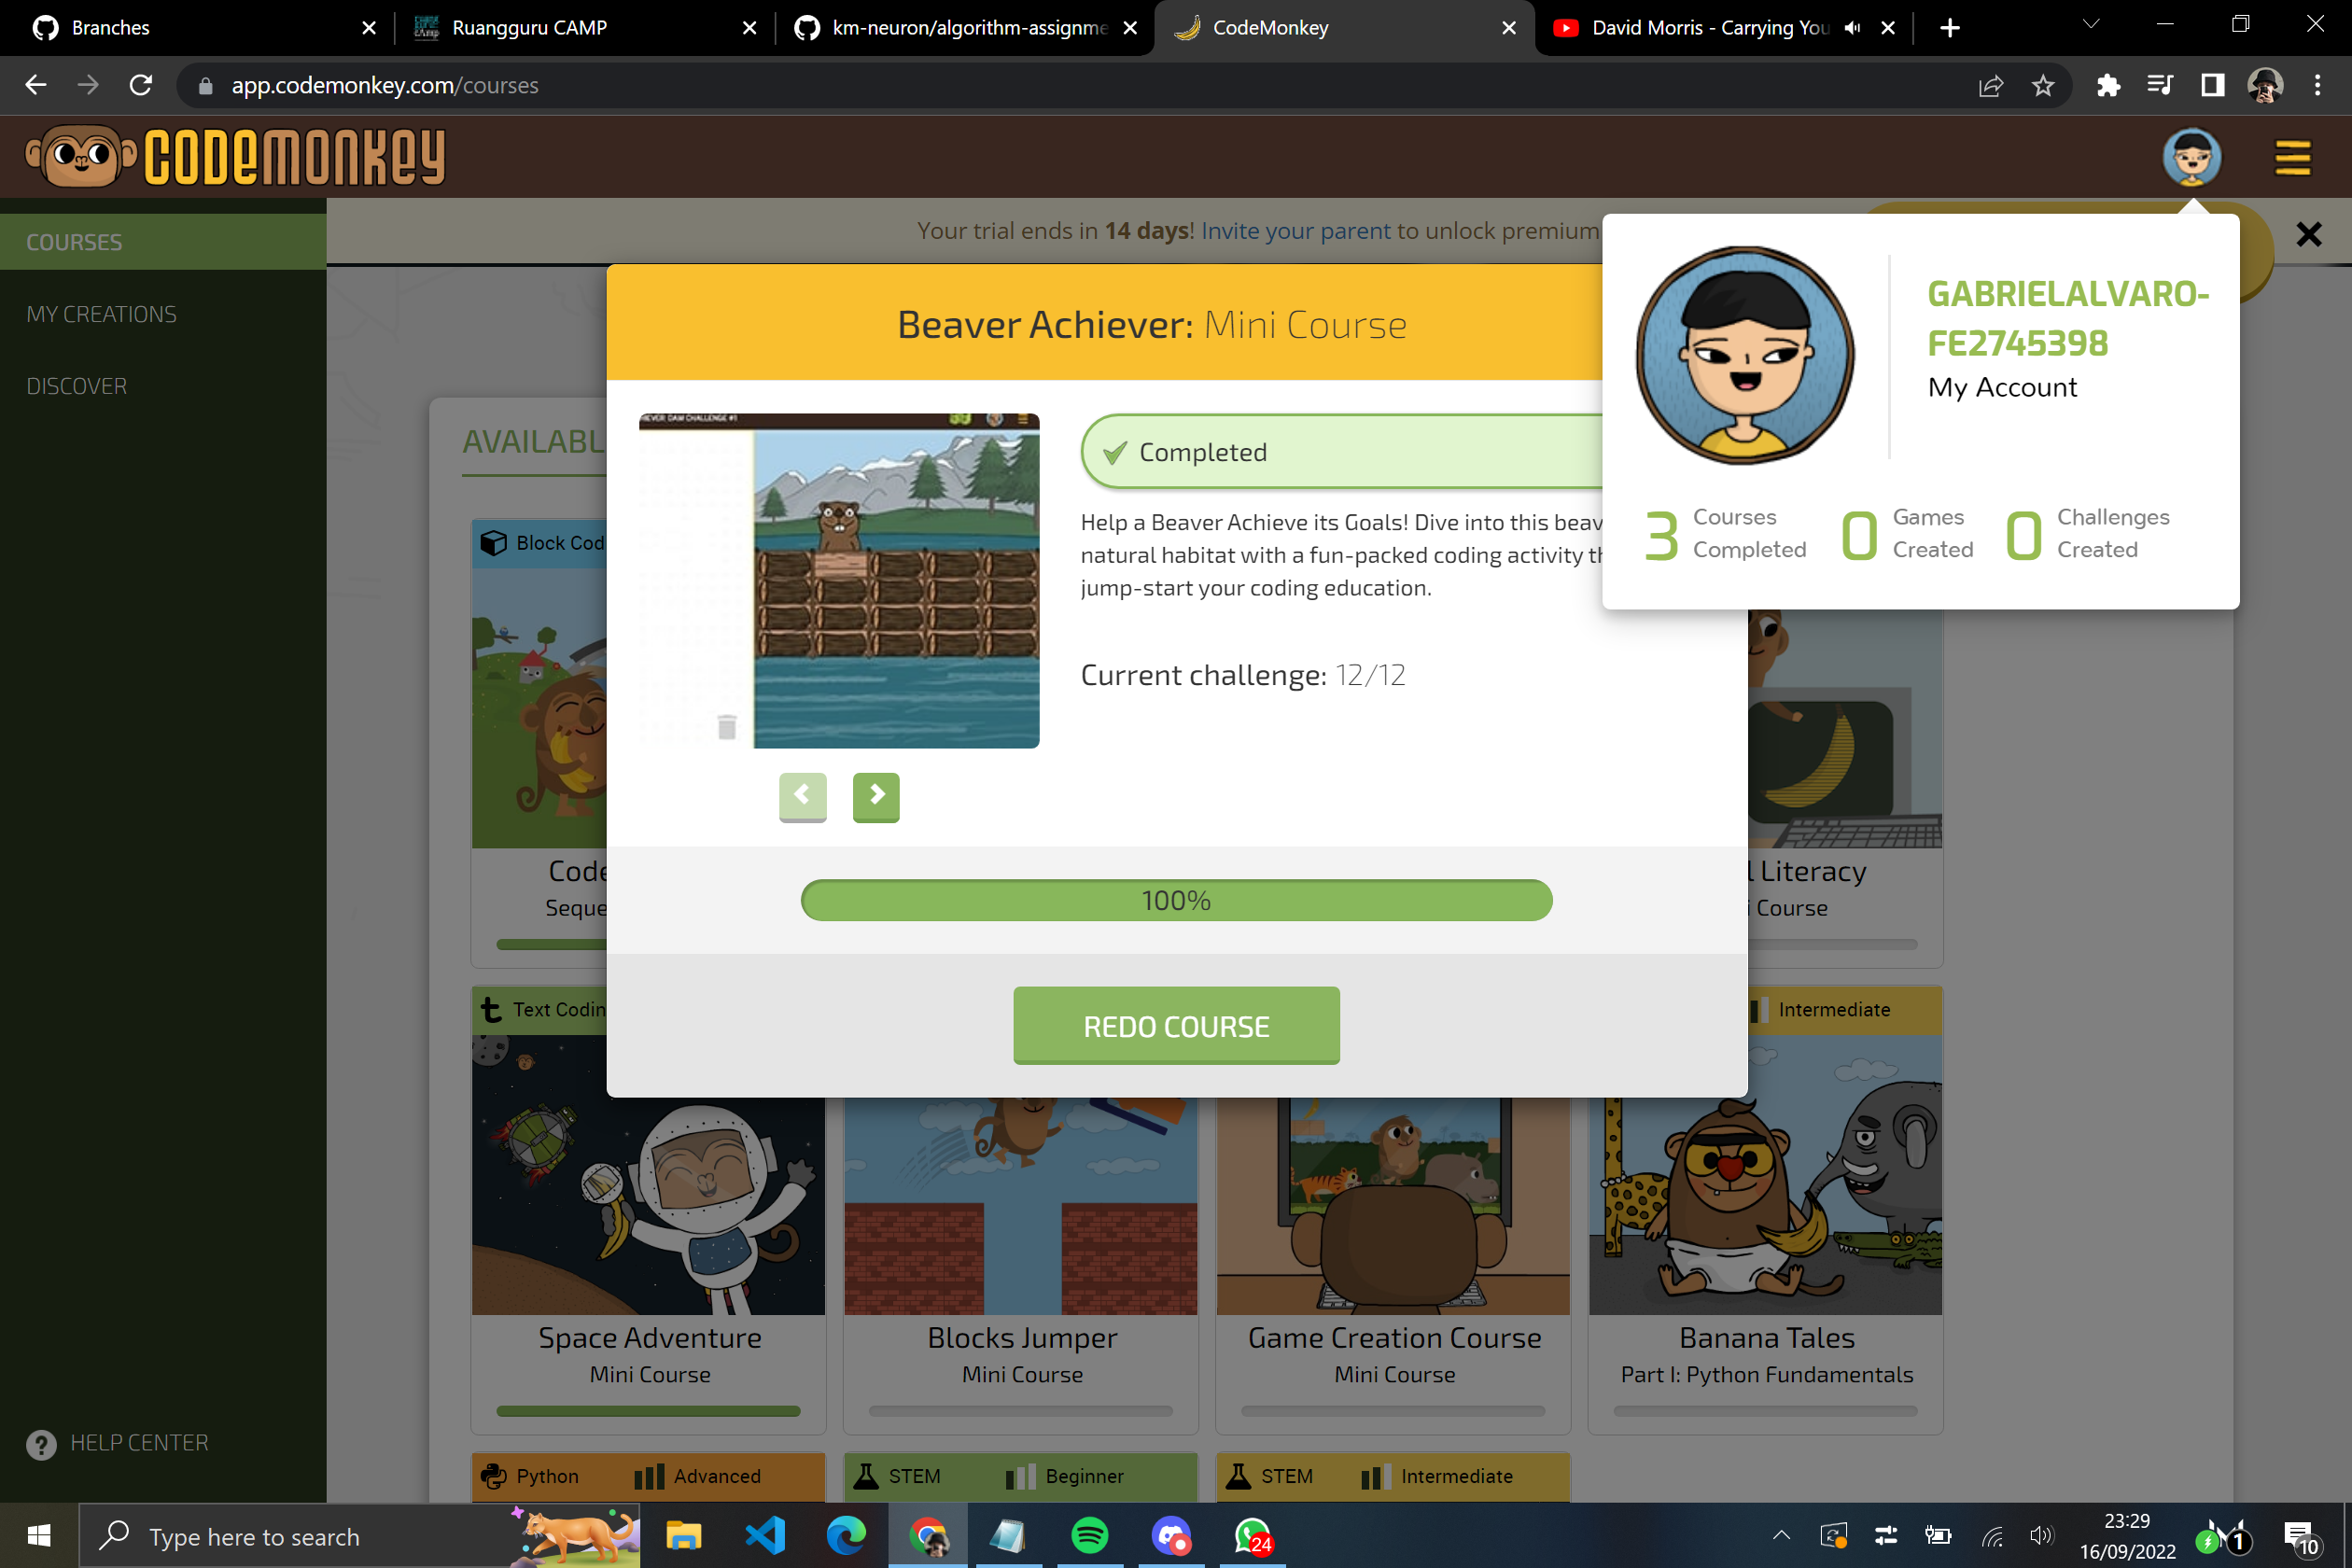 Branches
Ruangguru CAMP
km-neuron/algorithm-assignme
CodeMonkey
David Morris - Carrying You
app.codemonkey.com/courses
CODEMONKEY
COURSES
MY CREATIONS
DISCOVER
HELP CENTER
Your trial ends in 14 days! Invite your parent to unlock premium
GABRIELALVARO-
FE2745398
My Account
3 Courses Completed
0 Games Created
0 Challenges Created
AVAILABL
Beaver Achiever: Mini Course
Completed
Help a Beaver Achieve its Goals! Dive into this beav
natural habitat with a fun-packed coding activity th
jump-start your coding education.
Current challenge: 12/12
100%
REDO COURSE
Block Cod
Code
Seque
l Literacy
i Course
Text Codin
Intermediate
Space Adventure
Mini Course
Blocks Jumper
Mini Course
Game Creation Course
Mini Course
Banana Tales
Part I: Python Fundamentals
Python
Advanced
STEM
Beginner
STEM
Intermediate
Type here to search
24
23:29
16/09/2022
1
10